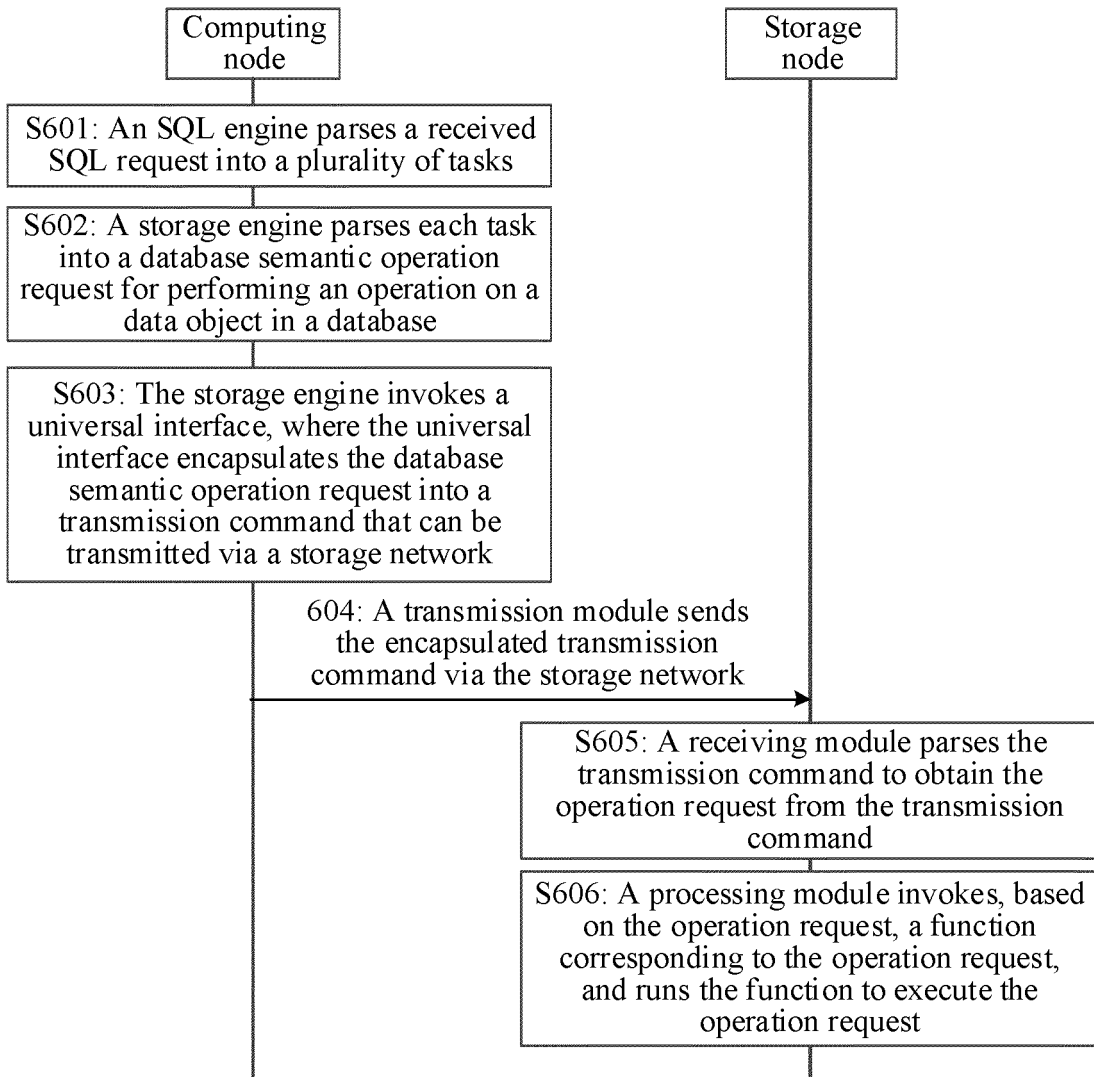 Computing
node
Storage
node
S601: An SQL engine parses a received
SQL request into a plurality of tasks
S602: A storage engine parses each task
into a database semantic operation
request for performing an operation on a
data object in a database
S603: The storage engine invokes a
universal interface, where the universal
interface encapsulates the database
semantic operation request into a
transmission command that can be
transmitted via a storage network
604: A transmission module sends
the encapsulated transmission
command via the storage network
S605: A receiving module parses the
transmission command to obtain the
operation request from the transmission
command
S606: A processing module invokes, based
on the operation request, a function
corresponding to the operation request,
and runs the function to execute the
operation request